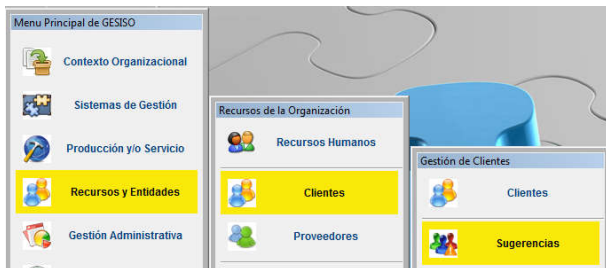 Menu Principal de GESISO
Contexto Organizacional
Sistemas de Gestión
Producción y/o Servicio
Recursos y Entidades
Gestión Administrativa
Recursos de la Organización
Recursos Humanos
Clientes
Proveedores
Gestión de Clientes
Clientes
Sugerencias